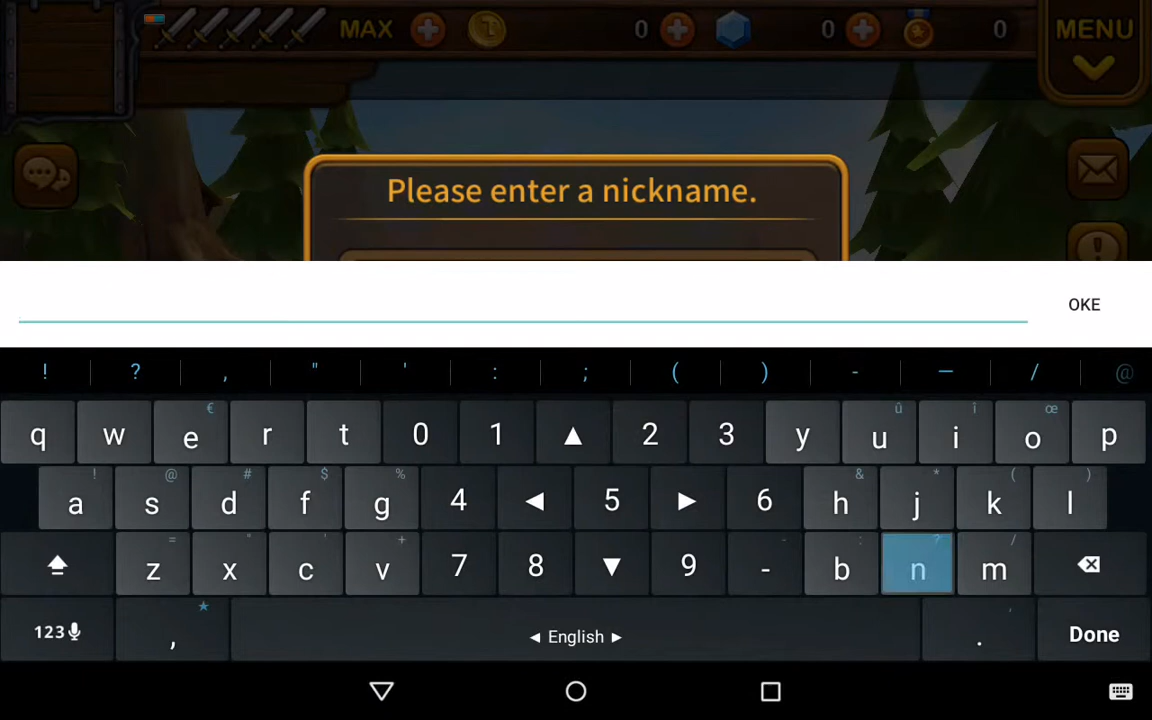 MAX 0 0 0 MENU
Please enter a nickname.
OKE
! ? , " ' : ; ( ) - — / @
€ û î œ
q w e r t 0 1 ▲ 2 3 y u i o p
! @ # $ % & * ( )
a s d f g 4 ◄ 5 ► 6 h j k l
= " ' + - : ? /
z x c v 7 8 ▼ 9 - b n m
★ ,
123 , ◄ English ► . Done